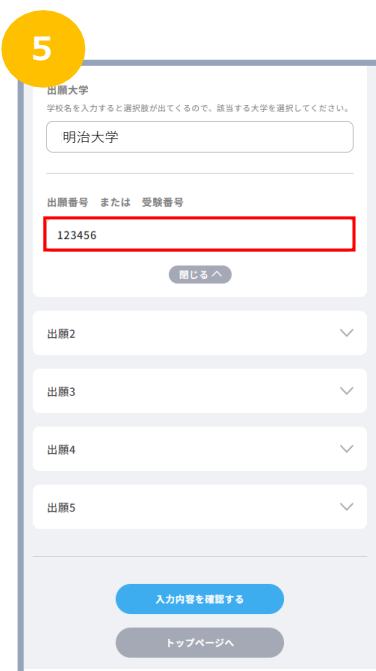 5
出願大学
学校名を入力すると選択肢が出てくるので、該当する大学を選択してください。
明治大学
出願番号　または　受験番号
123456
閉じる
出願2
出願3
出願4
出願5
入力内容を確認する
トップページへ